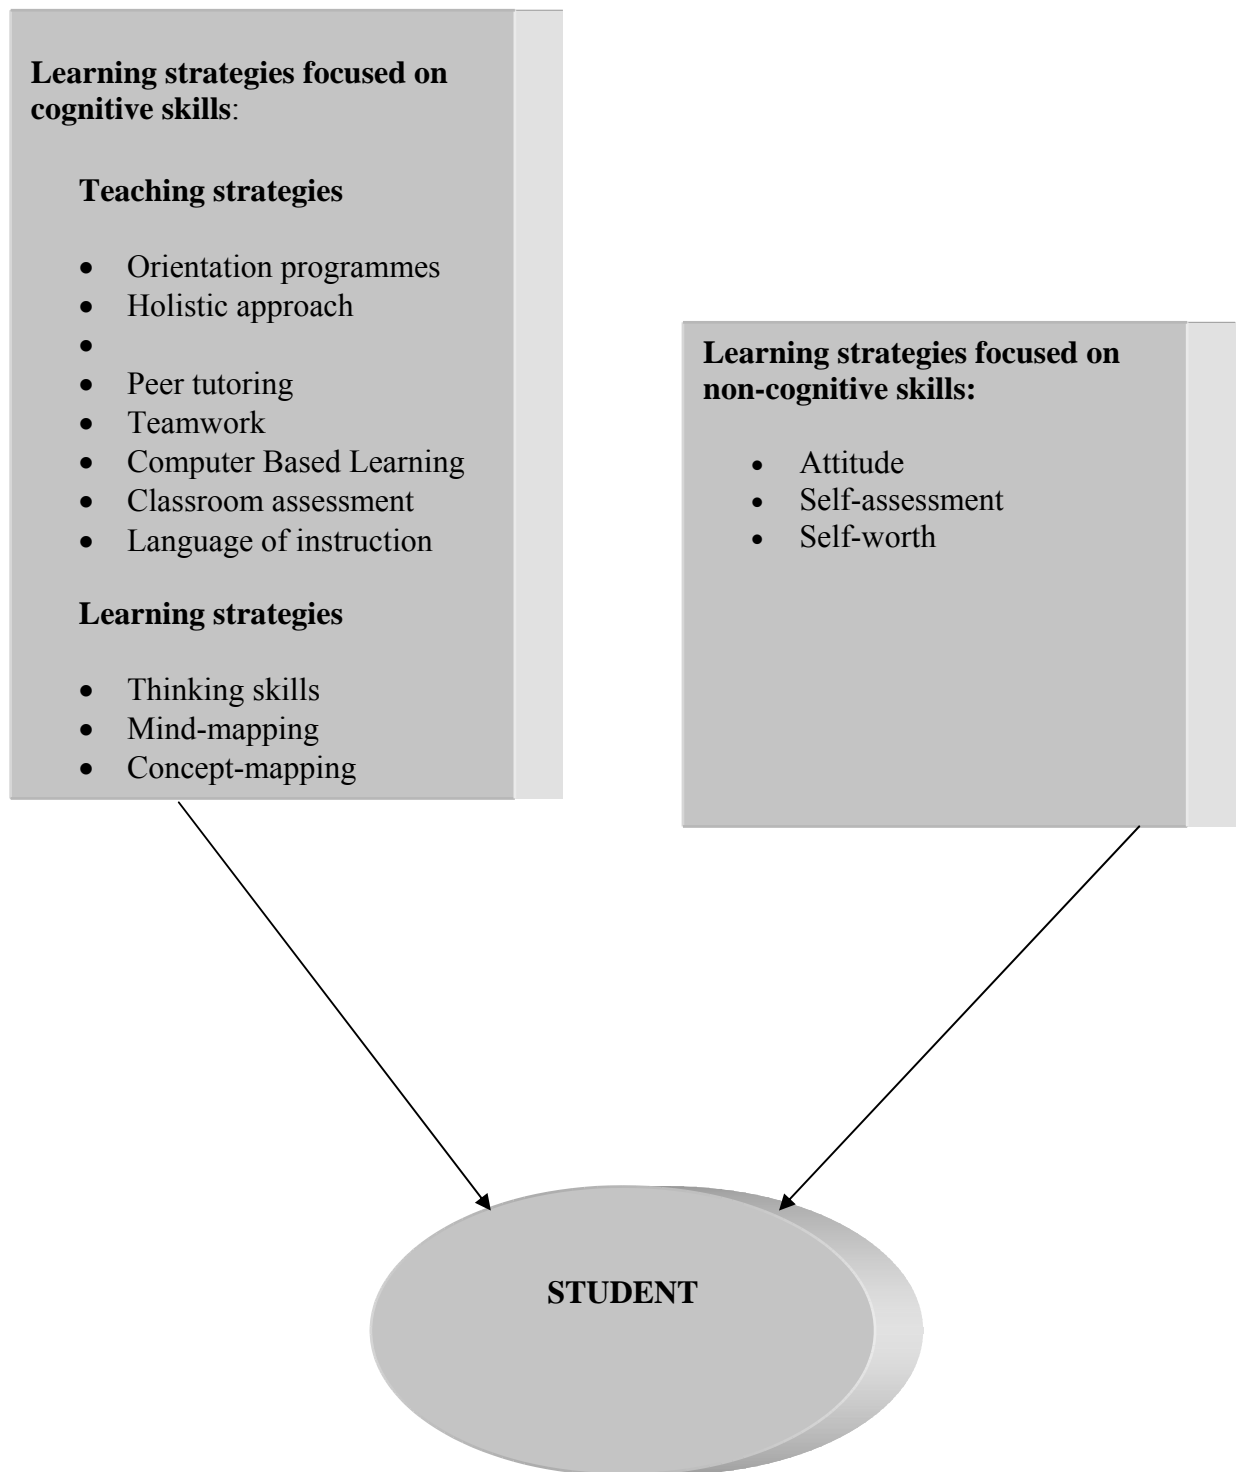 Learning strategies focused on
cognitive skills:
Teaching strategies
• Orientation programmes
• Holistic approach
•
• Peer tutoring
• Teamwork
• Computer Based Learning
• Classroom assessment
• Language of instruction
Learning strategies
• Thinking skills
• Mind-mapping
• Concept-mapping
Learning strategies focused on
non-cognitive skills:
• Attitude
• Self-assessment
• Self-worth
STUDENT